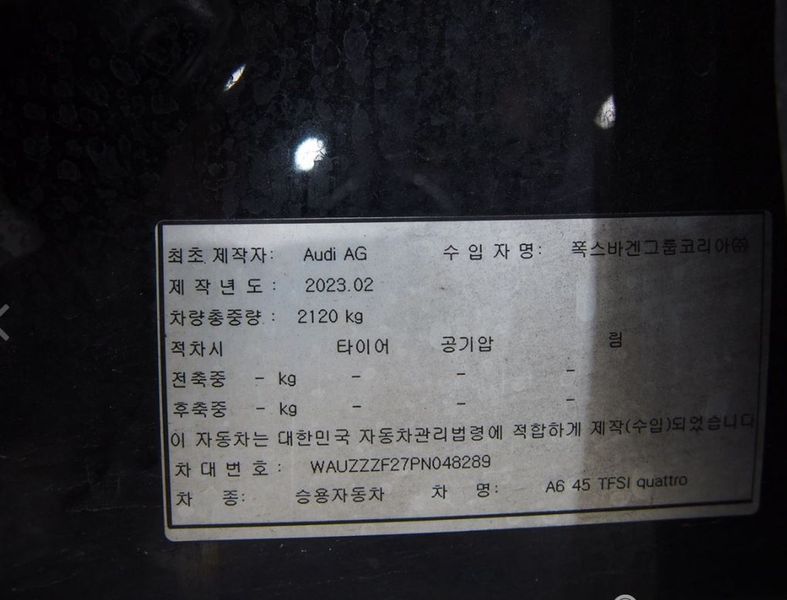 최초 제작자: Audi AG 수 입 자 명: 폭스바겐그룹코리아㈜
제 작 년 도 : 2023.02
차량총중량 : 2120 kg
적차시 타이어 공기압 림
전축중 - kg - - -
후축중 - kg - - -
이 자동차는 대한민국 자동차관리법령에 적합하게 제작(수입)되었습니다
차 대 번 호 : WAUZZZF27PN048289
차 종: 승용자동차 차 명: A6 45 TFSI quattro